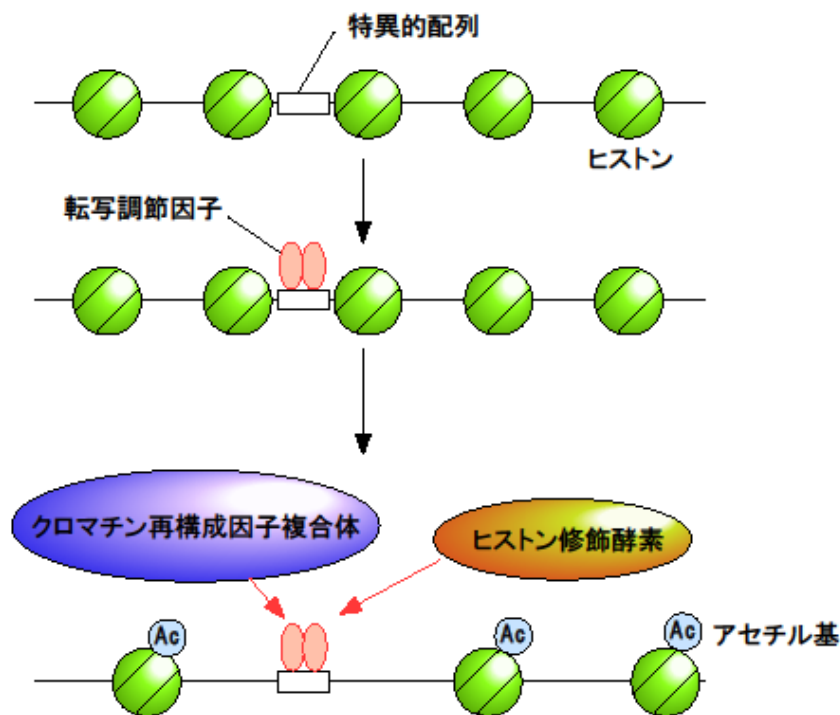 特異的配列
ヒストン
転写調節因子
クロマチン再構成因子複合体
ヒストン修飾酵素
Ac
Ac
Ac
アセチル基